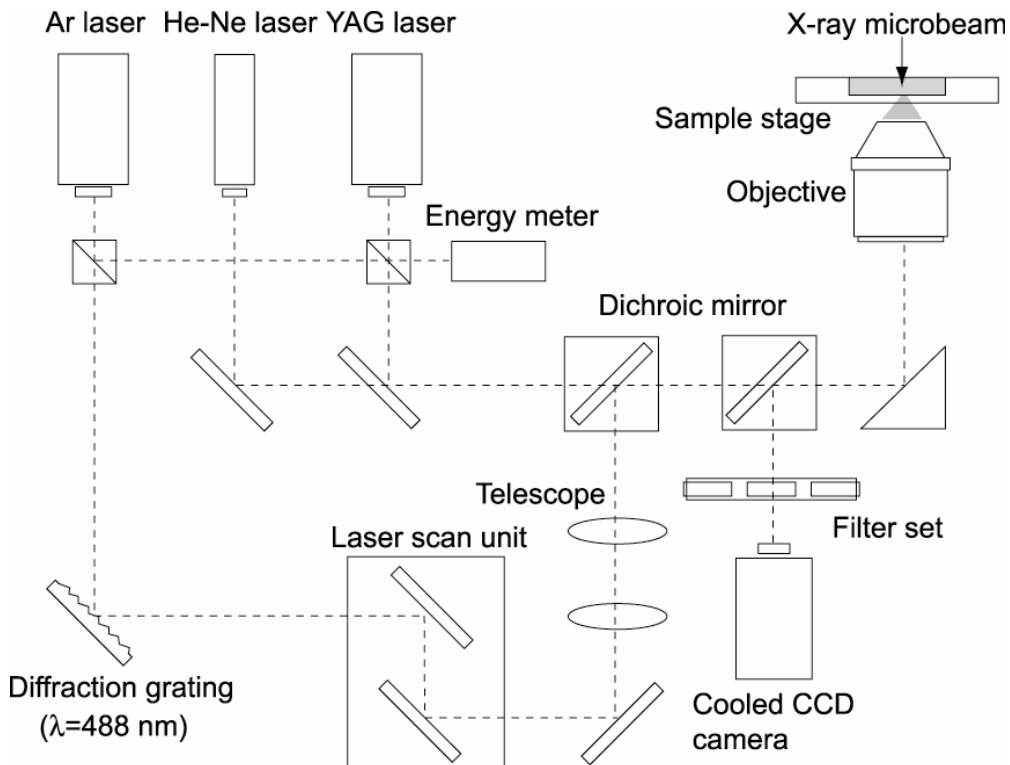 Ar laser
He-Ne laser
YAG laser
X-ray microbeam
Sample stage
Objective
Energy meter
Dichroic mirror
Telescope
Filter set
Laser scan unit
Diffraction grating
(λ=488 nm)
Cooled CCD
camera